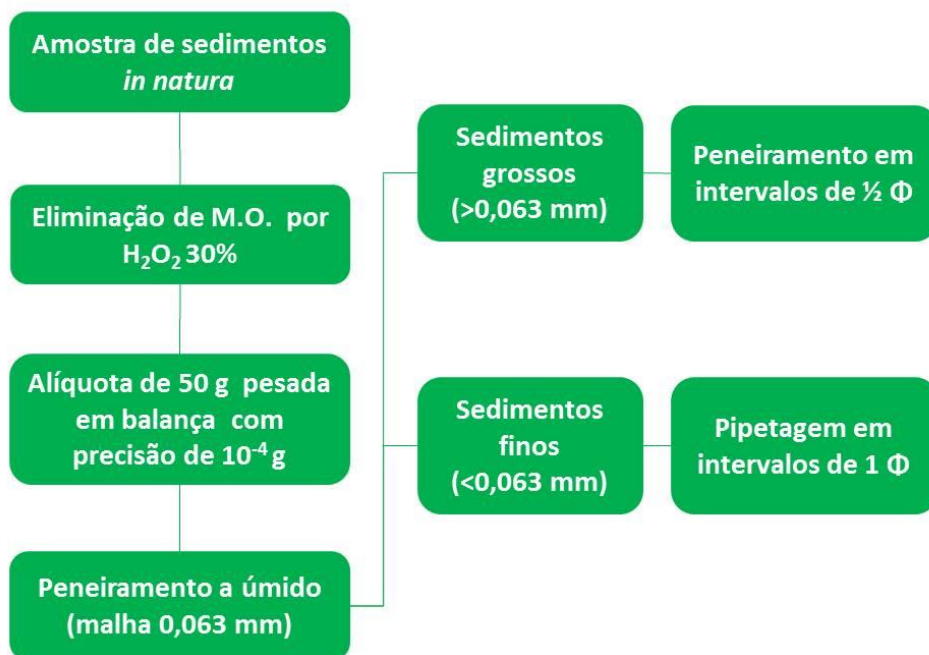 Amostra de sedimentos
in natura
Eliminação de M.O. por
H₂O₂ 30%
Alíquota de 50 g pesada
em balança com
precisão de 10⁻⁴ g
Peneiramento a úmido
(malha 0,063 mm)
Sedimentos
grossos
(>0,063 mm)
Peneiramento em
intervalos de ½ Φ
Sedimentos
finos
(<0,063 mm)
Pipetagem em
intervalos de 1 Φ